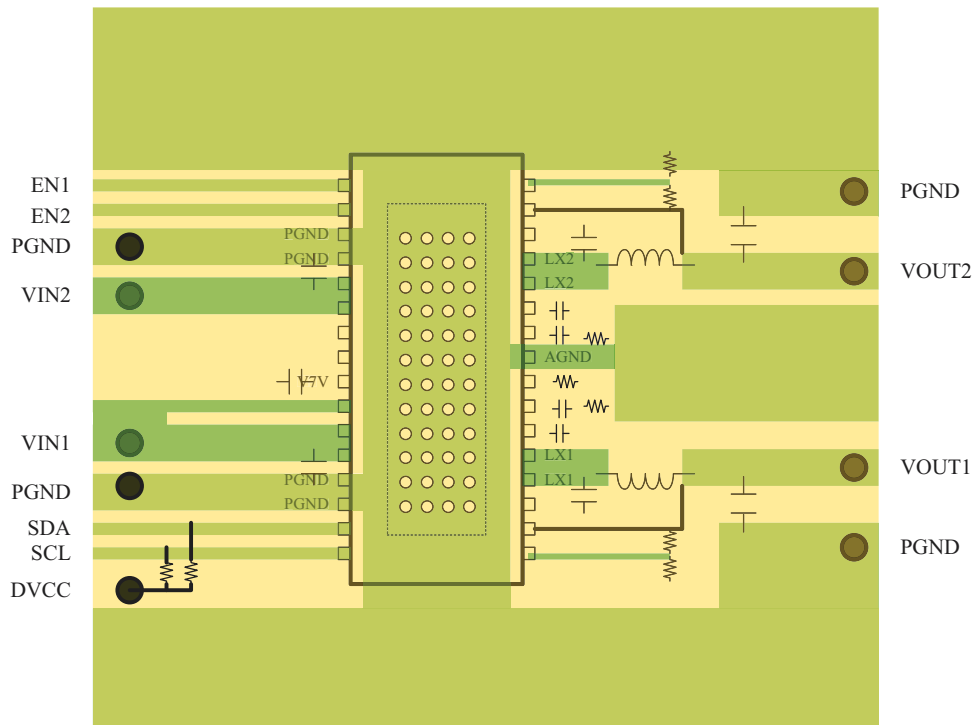 EN1
EN2
PGND
VIN2
VIN1
PGND
SDA
SCL
DVCC
PGND
PGND
V7V
PGND
PGND
LX2
LX2
AGND
LX1
LX1
PGND
VOUT2
VOUT1
PGND